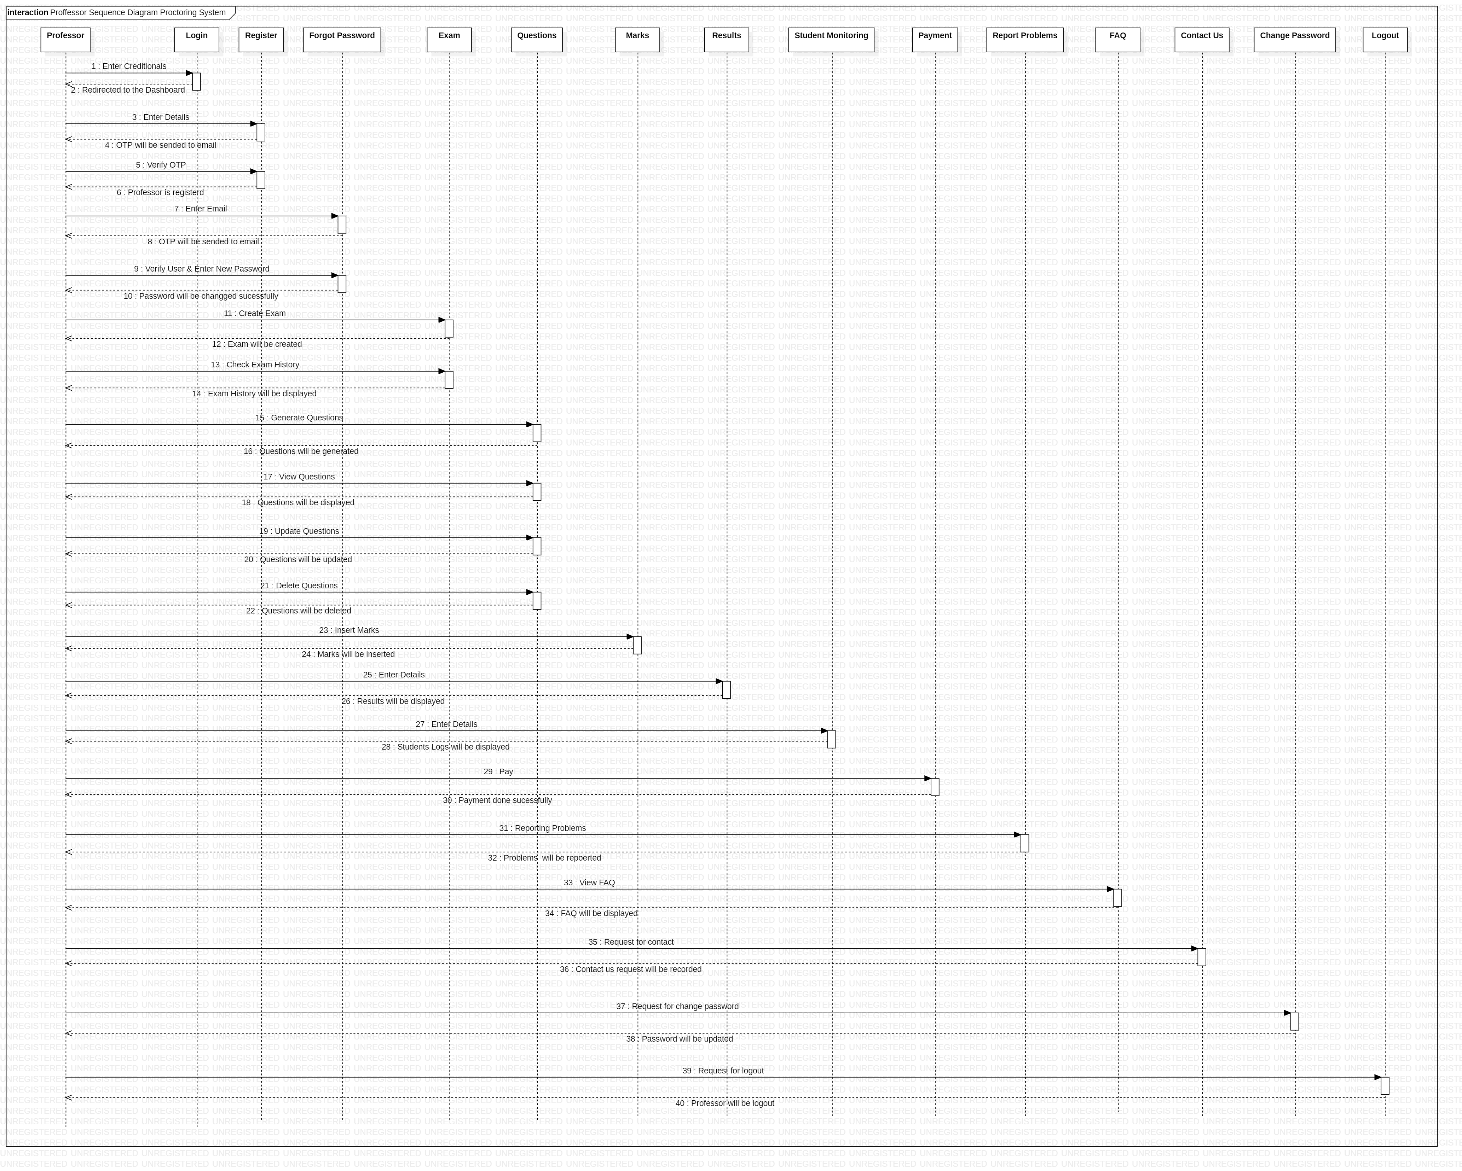 interaction Proffessor Sequence Diagram Proctoring System
Professor
Login
Register
Forgot Password
Exam
Questions
Marks
Results
Student Monitoring
Payment
Report Problems
FAQ
Contact Us
Change Password
Logout
1 : Enter Creditionals
2 : Redirected to the Dashboard
3 : Enter Details
4 : OTP will be sended to email
5 : Verify OTP
6 : Professor is registerd
7 : Enter Email
8 : OTP will be sended to email
9 : Verify User & Enter New Password
10 : Password will be changged sucessfully
11 : Create Exam
12 : Exam will be created
13 : Check Exam History
14 : Exam History will be displayed
15 : Generate Questions
16 : Questions will be generated
17 : View Questions
18 : Questions will be displayed
19 : Update Questions
20 : Questions will be updated
21 : Delete Questions
22 : Questions will be deleted
23 : Insert Marks
24 : Marks will be inserted
25 : Enter Details
26 : Results will be displayed
27 : Enter Details
28 : Students Logs will be displayed
29 : Pay
30 : Payment done sucessfully
31 : Reporting Problems
32 : Problems will be repoerted
33 : View FAQ
34 : FAQ will be displayed
35 : Request for contact
36 : Contact us request will be recorded
37 : Request for change password
38 : Password will be updated
39 : Request for logout
40 : Professor will be logout
UNREGISTERED